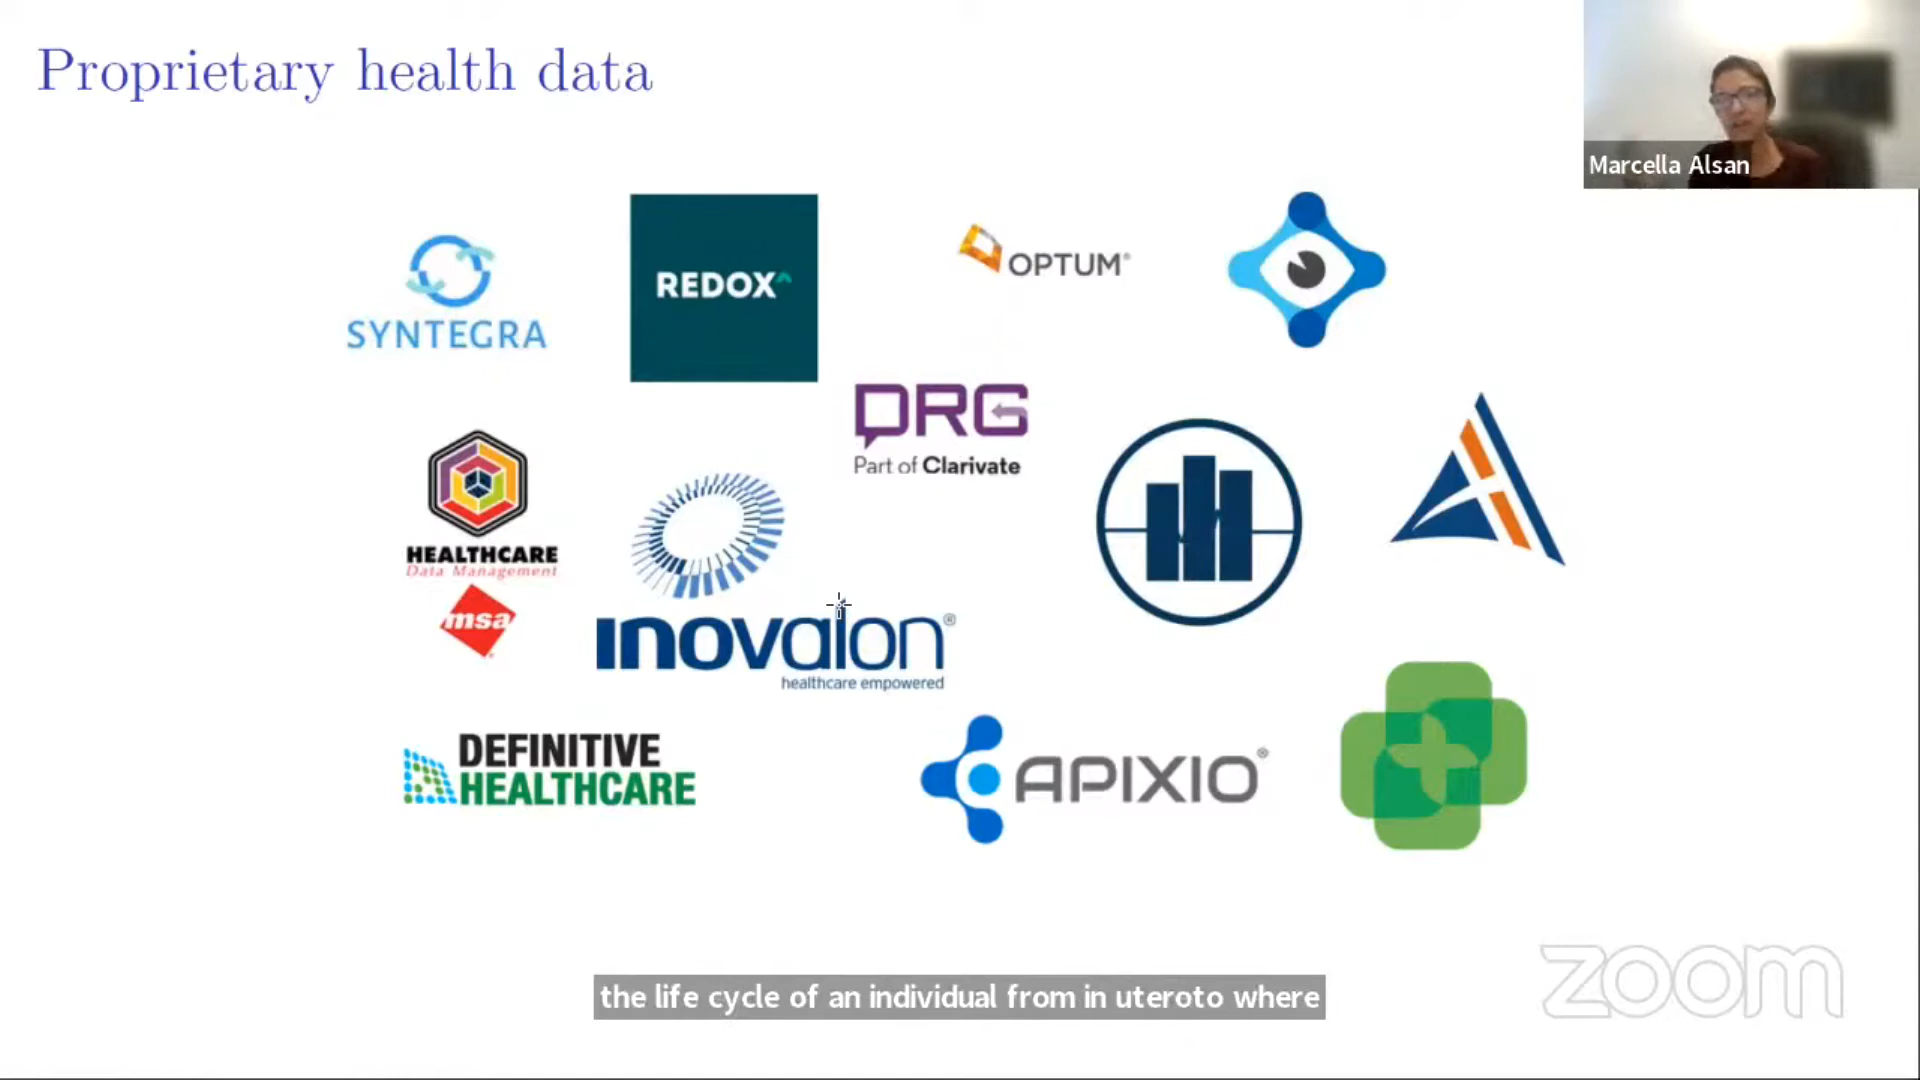 Proprietary health data
Marcella Alsan
SYNTEGRA
REDOX
OPTUM®
DRG
Part of Clarivate
HEALTHCARE
Data Management
msa
inovalon®
healthcare empowered
DEFINITIVE
HEALTHCARE
APIXIO®
the life cycle of an individual from in uteroto where
zoom